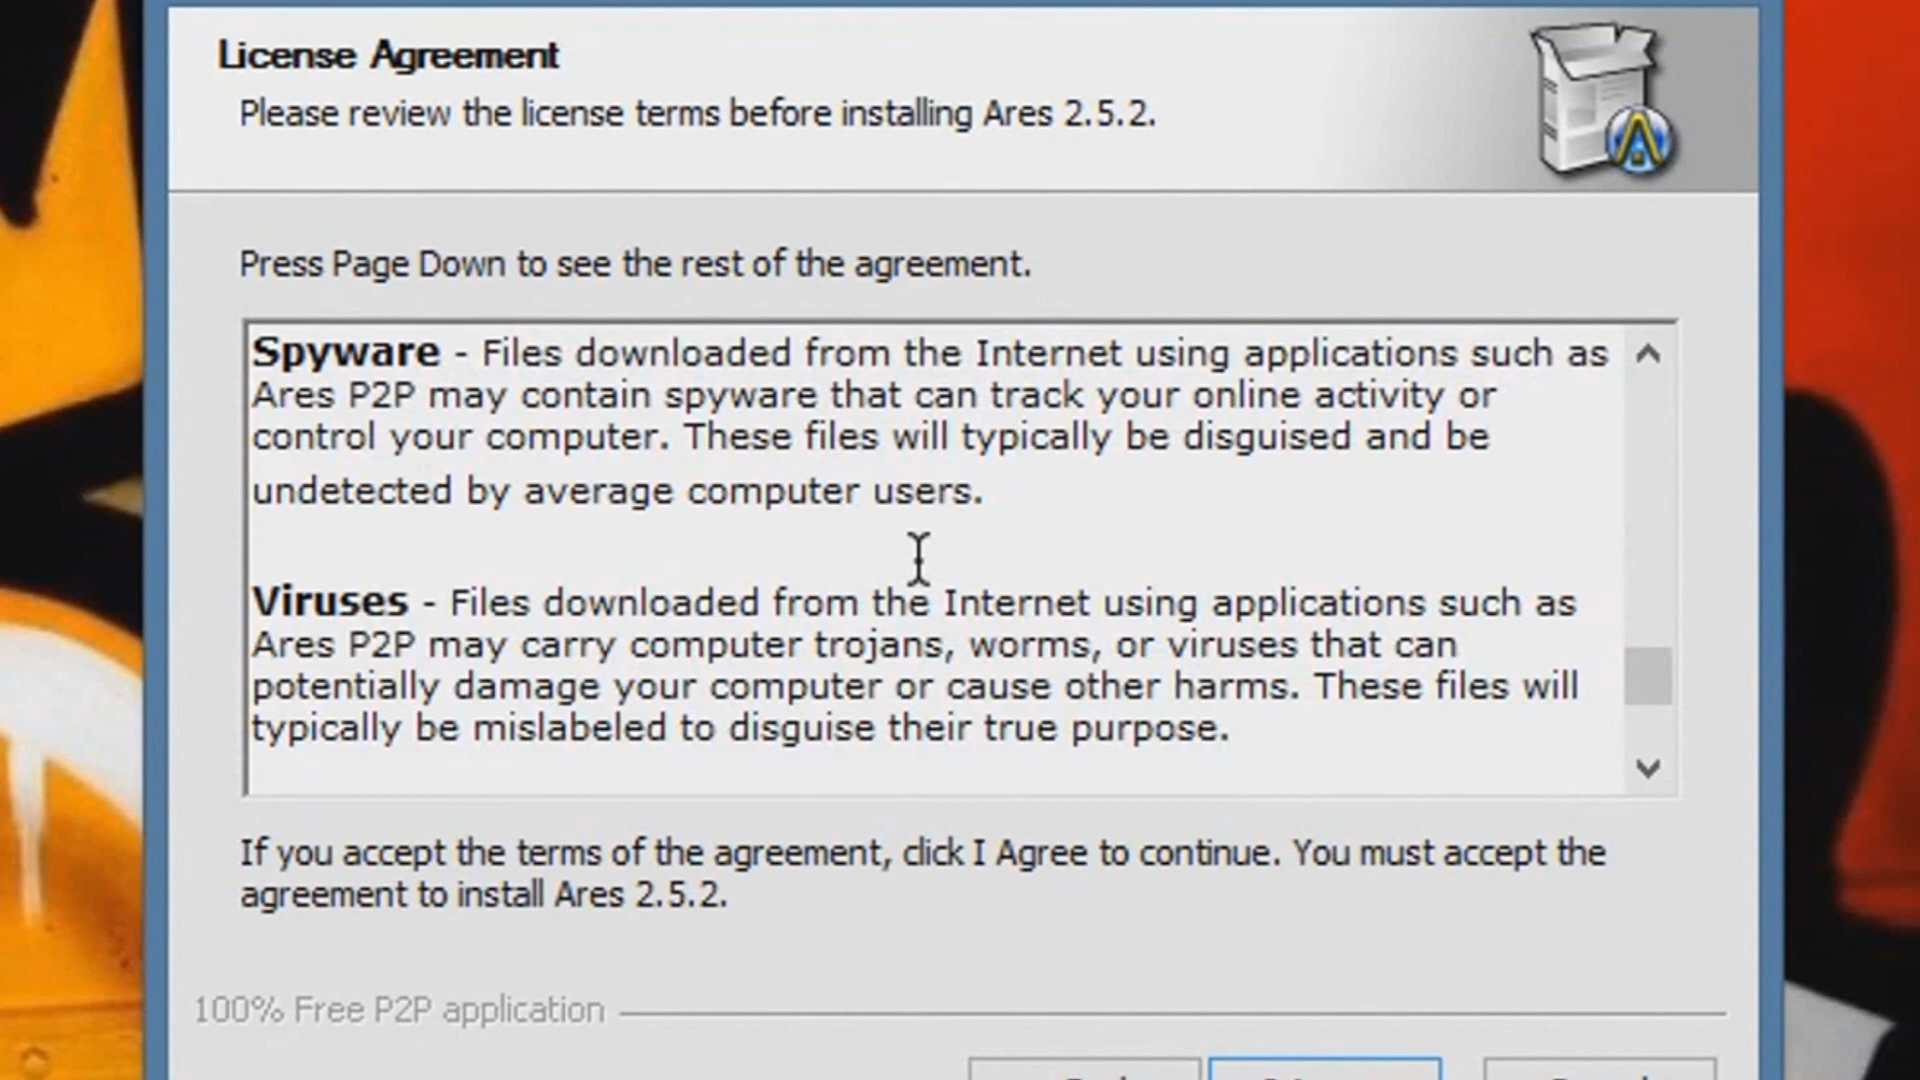 License Agreement
Please review the license terms before installing Ares 2.5.2.
Press Page Down to see the rest of the agreement.
Spyware - Files downloaded from the Internet using applications such as
Ares P2P may contain spyware that can track your online activity or
control your computer. These files will typically be disguised and be
undetected by average computer users.
Viruses - Files downloaded from the Internet using applications such as
Ares P2P may carry computer trojans, worms, or viruses that can
potentially damage your computer or cause other harms. These files will
typically be mislabeled to disguise their true purpose.
If you accept the terms of the agreement, click I Agree to continue. You must accept the
agreement to install Ares 2.5.2.
100% Free P2P application